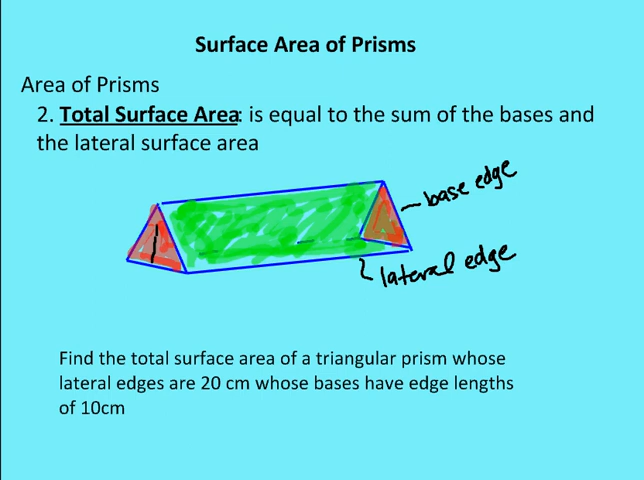 Surface Area of Prisms
Area of Prisms
2. Total Surface Area: is equal to the sum of the bases and
the lateral surface area
base edge
lateral edge
Find the total surface area of a triangular prism whose
lateral edges are 20 cm whose bases have edge lengths
of 10cm